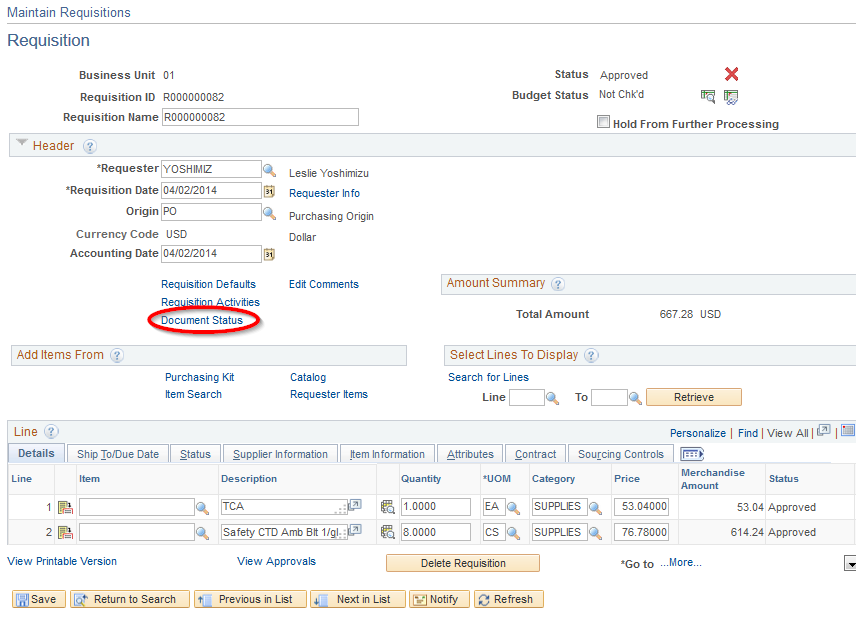 Maintain Requisitions
Requisition
Business Unit 01 Status Approved
Requisition ID R000000082 Budget Status Not Chk'd
Requisition Name R000000082
Hold From Further Processing
Header ?
*Requester YOSHIMIZ Leslie Yoshimizu
*Requisition Date 04/02/2014 31 Requester Info
Origin PO Purchasing Origin
Currency Code USD Dollar
Accounting Date 04/02/2014 31
Requisition Defaults Edit Comments Amount Summary ?
Requisition Activities
Document Status Total Amount 667.28 USD
Add Items From ? Select Lines To Display ?
Purchasing Kit Catalog Search for Lines
Item Search Requester Items Line To Retrieve
Line ? Personalize | Find | View All | |
Details Ship To/Due Date Status Supplier Information Item Information Attributes Contract Sourcing Controls
Line Item Description Quantity *UOM Category Price Merchandise Amount Status
1 TCA 1.0000 EA SUPPLIES 53.04000 53.04 Approved
2 Safety CTD Amb Blt 1/gl 8.0000 CS SUPPLIES 76.78000 614.24 Approved
View Printable Version View Approvals Delete Requisition *Go to ...More...
Save Return to Search Previous in List Next in List Notify Refresh